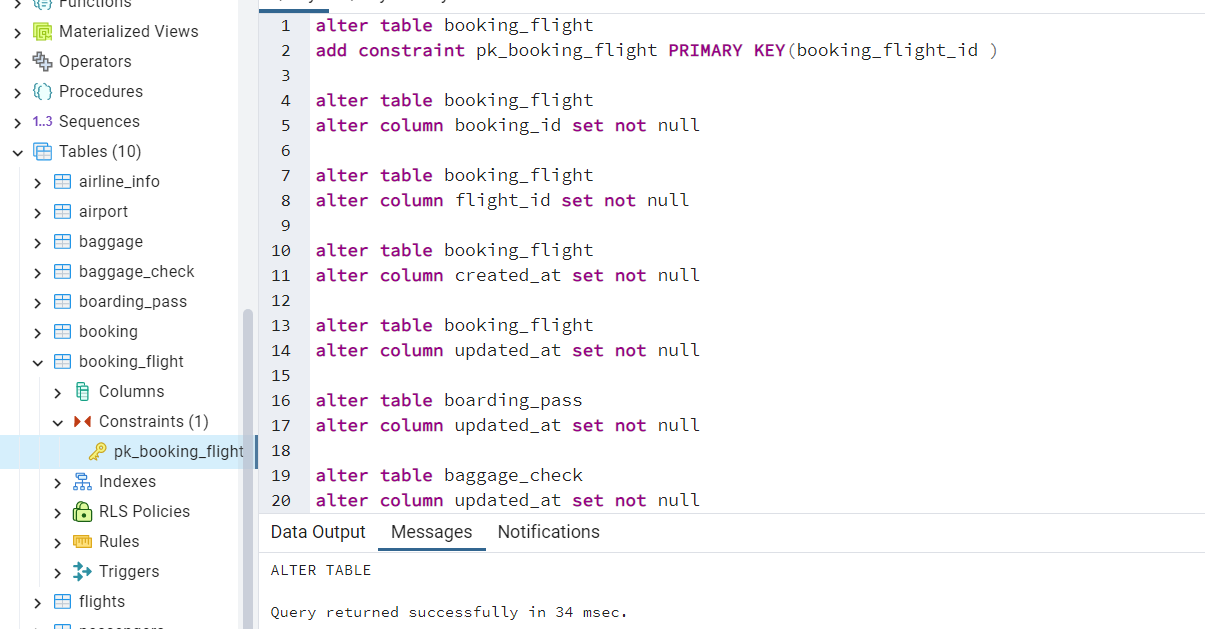 Functions
Materialized Views
Operators
Procedures
1..3 Sequences
Tables (10)
airline_info
airport
baggage
baggage_check
boarding_pass
booking
booking_flight
Columns
Constraints (1)
pk_booking_flight
Indexes
RLS Policies
Rules
Triggers
flights
passengers
1 alter table booking_flight
2 add constraint pk_booking_flight PRIMARY KEY(booking_flight_id )
3
4 alter table booking_flight
5 alter column booking_id set not null
6
7 alter table booking_flight
8 alter column flight_id set not null
9
10 alter table booking_flight
11 alter column created_at set not null
12
13 alter table booking_flight
14 alter column updated_at set not null
15
16 alter table boarding_pass
17 alter column updated_at set not null
18
19 alter table baggage_check
20 alter column updated_at set not null
Data Output Messages Notifications
ALTER TABLE
Query returned successfully in 34 msec.